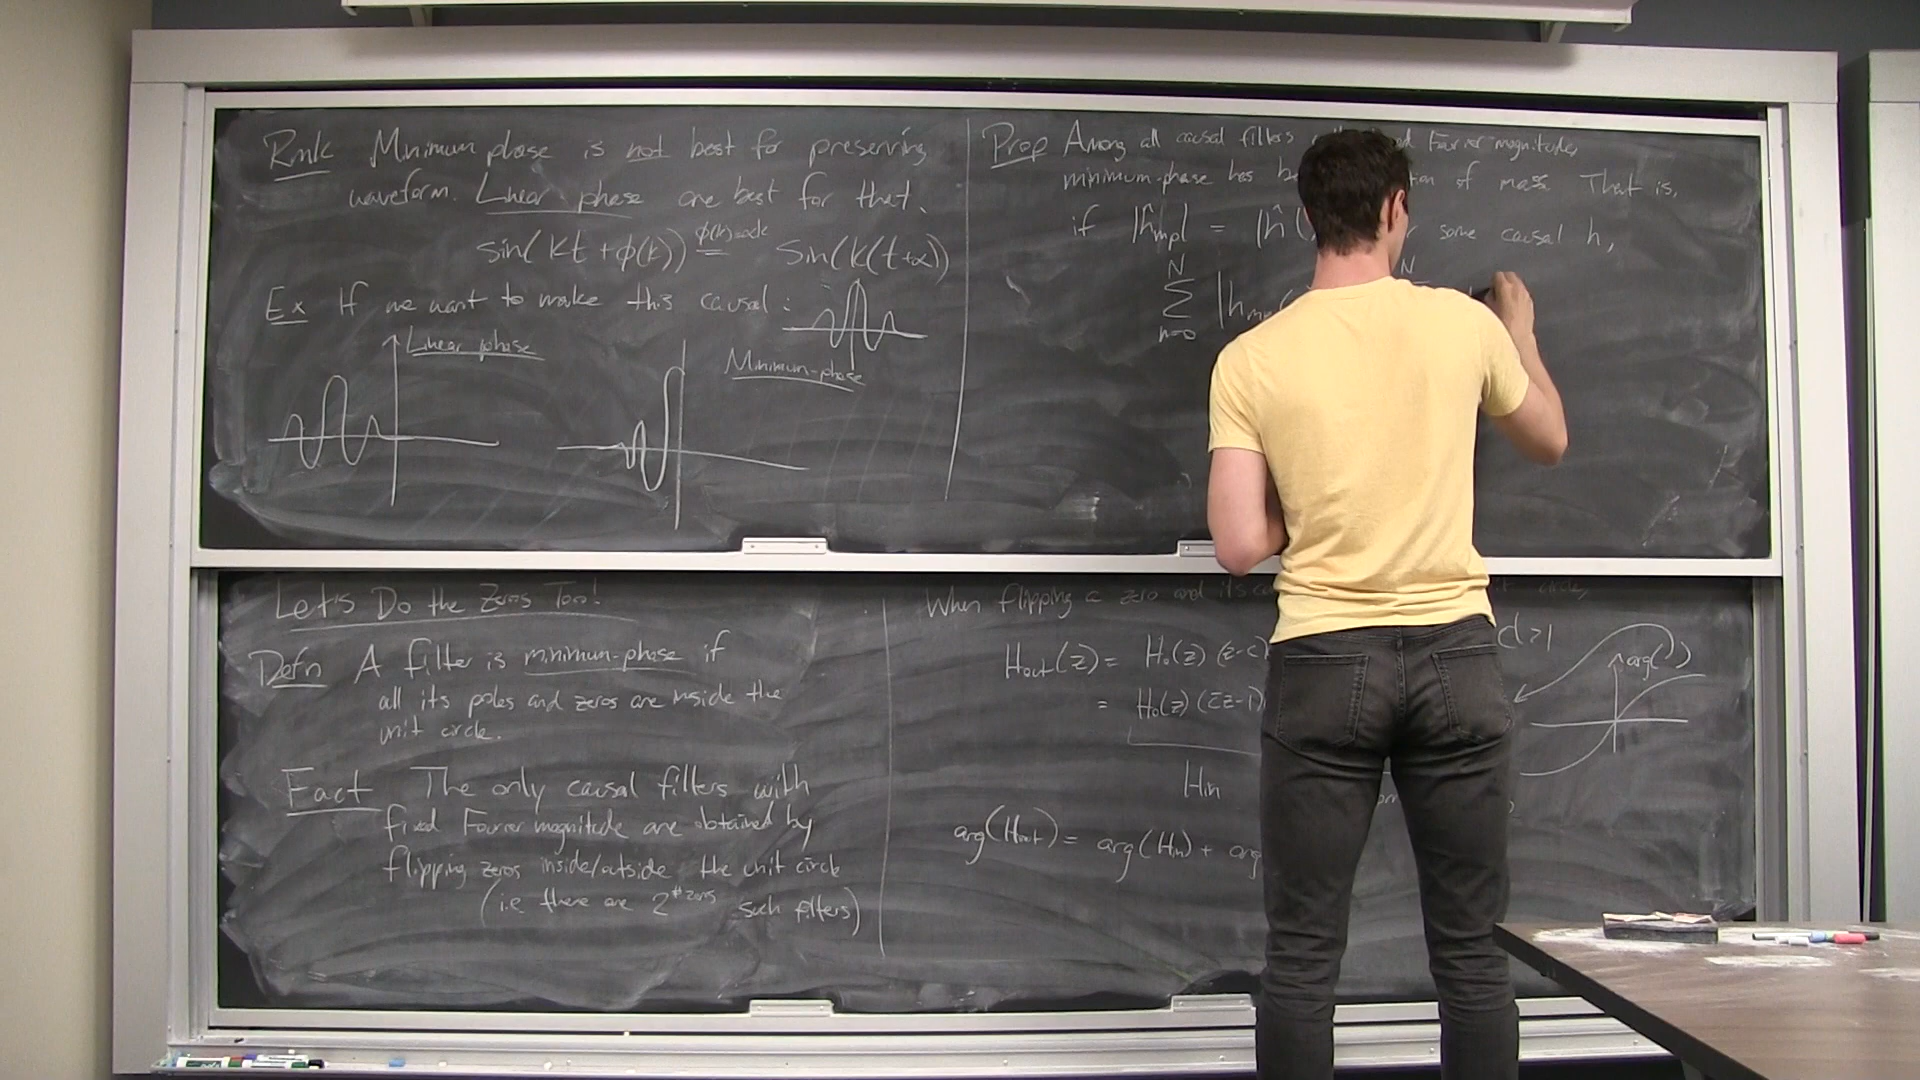 Rmk Minimum phase is not best for preserving
waveform. Linear phase are best for that.
sin(kt + φ(k)) φ(k)=αk = sin(k(t+α))
Ex If we want to make this causal :
Linear phase
Minimum-phase
Prop Among all causal filters Fourier-magnitude,
minimum-phase has of mass. That is,
if |ĥmp| = |ĥ some causal h,
N N
Σ |hm
n=0
Let's Do the Zeros Too!
Defn A filter is minimum-phase if
all its poles and zeros are inside the
unit circle.
Fact The only causal filters with
fixed Fourier magnitude are obtained by
flipping zeros inside/outside the unit circle
(i.e. there are 2^#zeros such filters)
When flipping a zero and its circle,
Hout(z) = H₀(z) (z-c) c|>1
= H₀(z) (c̄z-1)
Hin
arg( )
arg(Hout) = arg(Hin) + arg